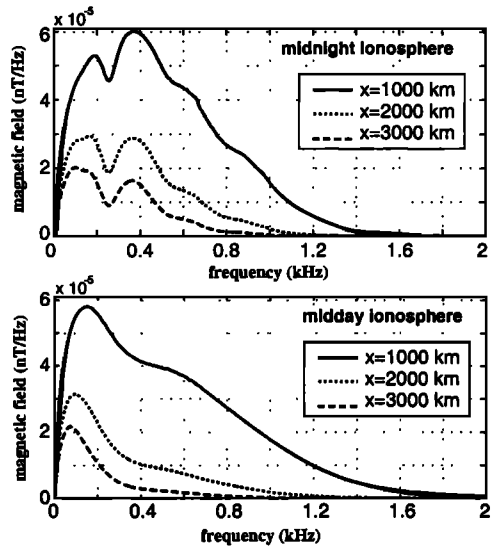 x 10⁻⁵
6
4
2
0
magnetic field (nT/Hz)
midnight ionosphere
x=1000 km
x=2000 km
x=3000 km
0 0.4 0.8 1.2 1.6 2
frequency (kHz)
x 10⁻⁵
6
4
2
0
magnetic field (nT/Hz)
midday ionosphere
x=1000 km
x=2000 km
x=3000 km
0 0.4 0.8 1.2 1.6 2
frequency (kHz)